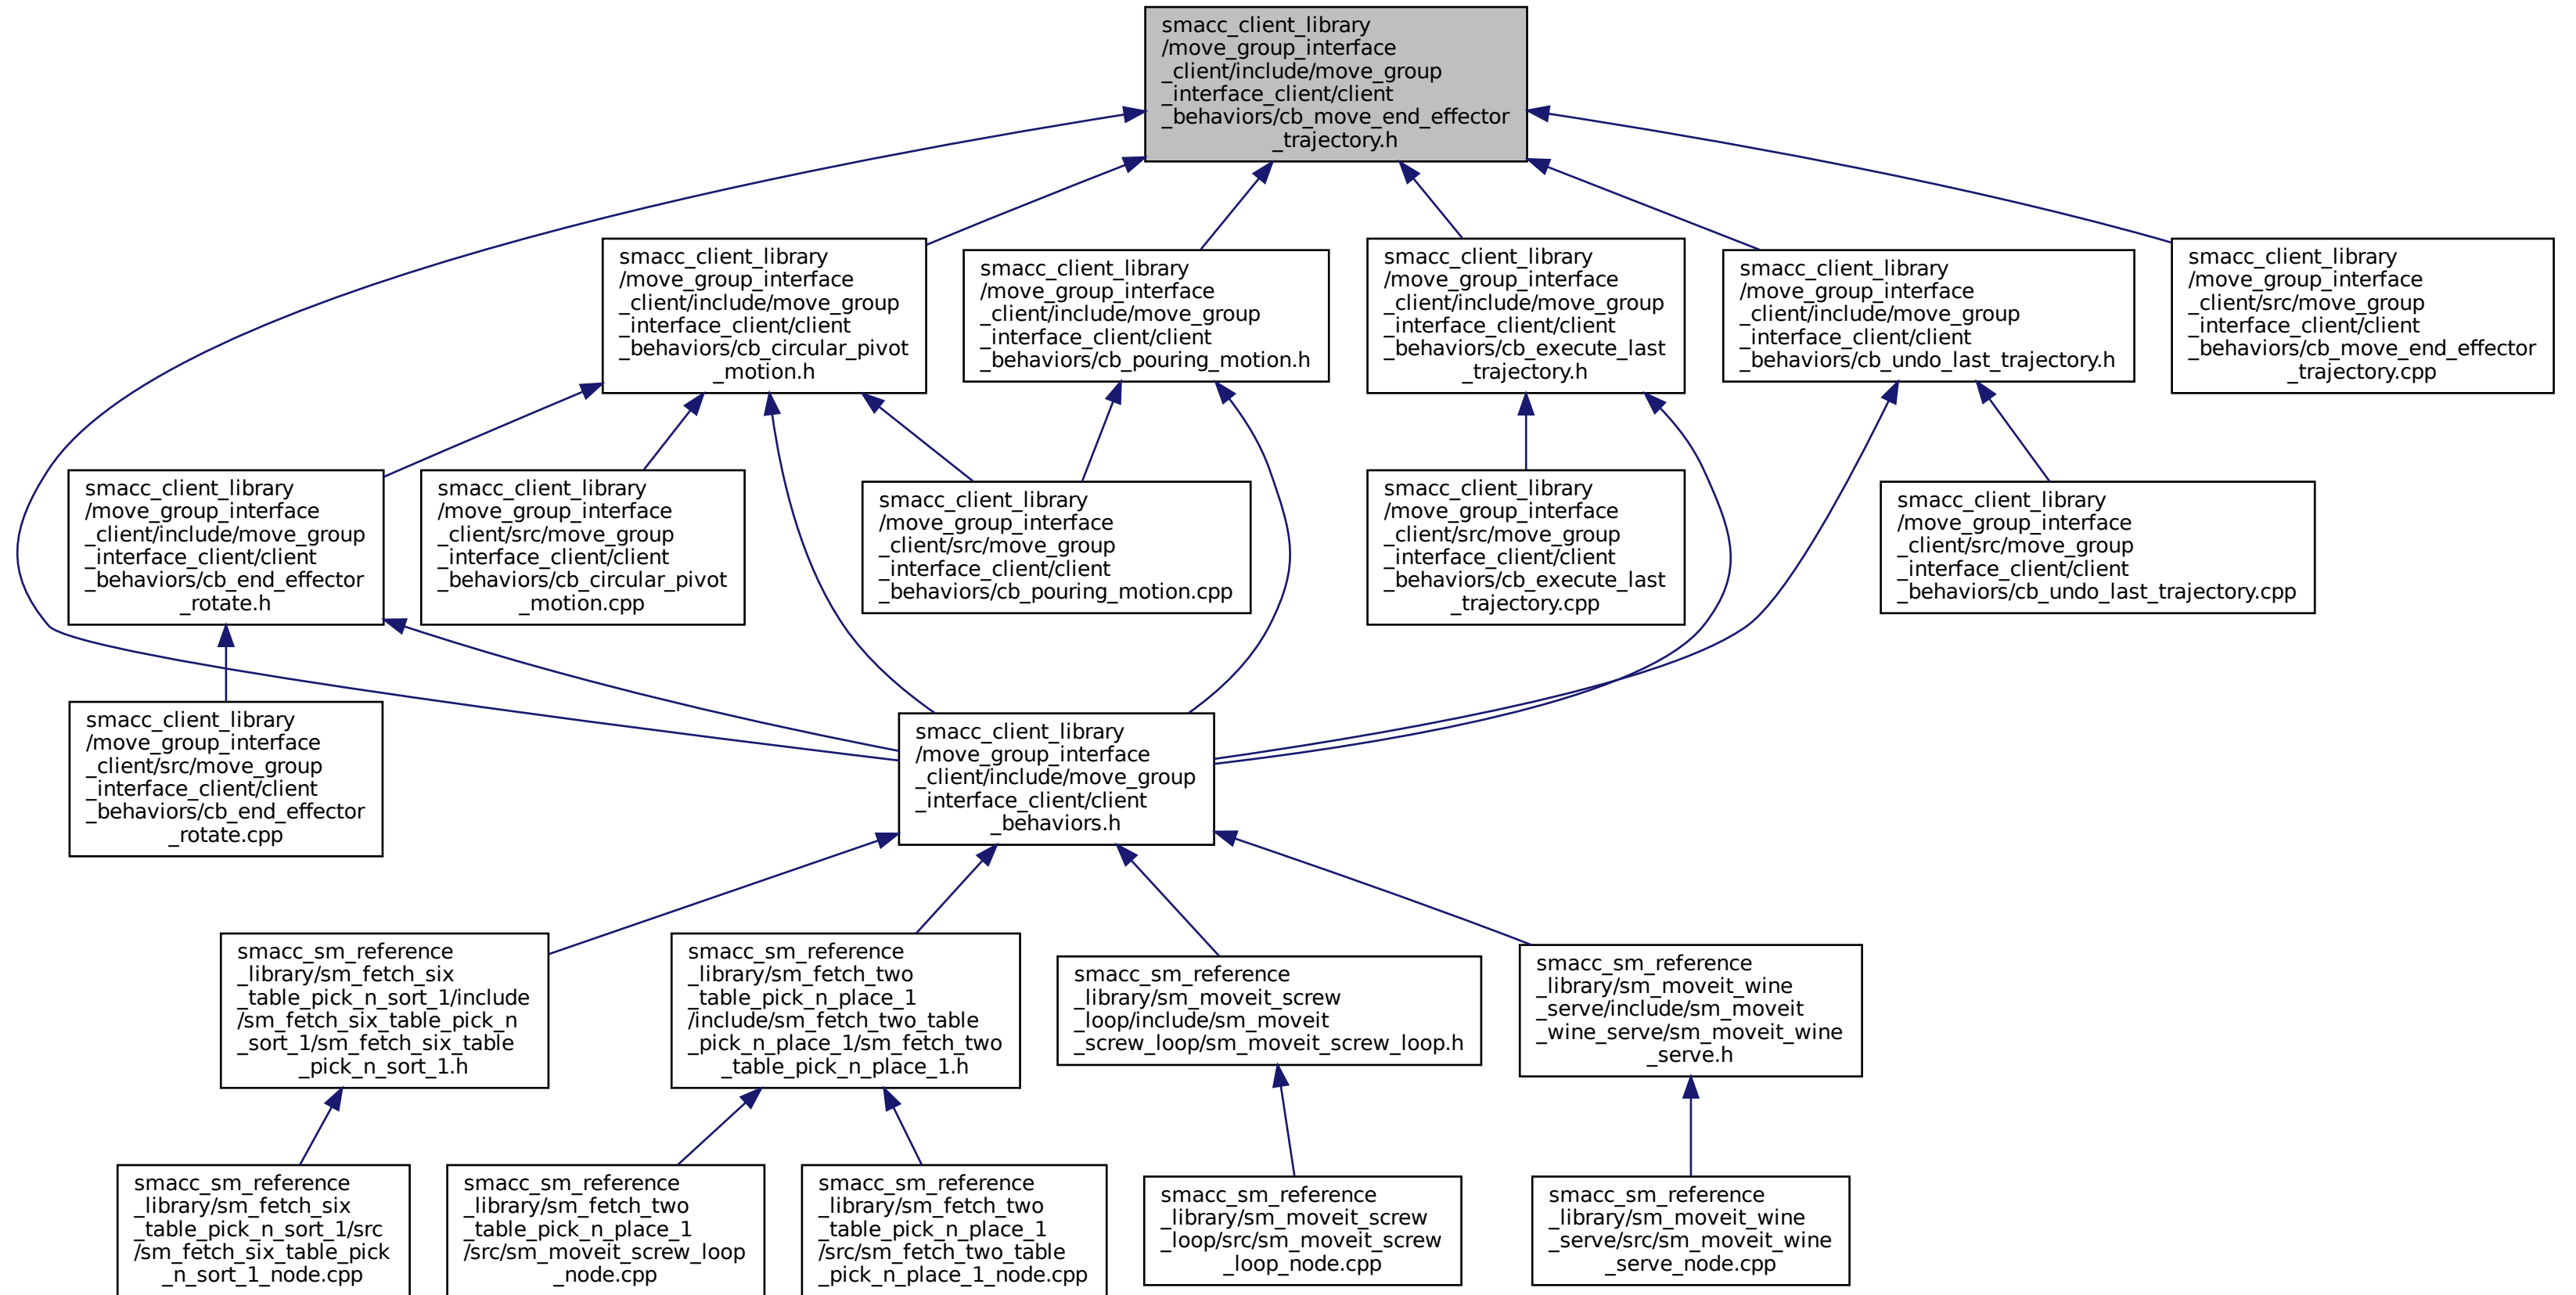 smacc_client_library
/move_group_interface
_client/include/move_group
_interface_client/client
_behaviors/cb_move_end_effector
_trajectory.h
smacc_client_library
/move_group_interface
_client/include/move_group
_interface_client/client
_behaviors/cb_circular_pivot
_motion.h
smacc_client_library
/move_group_interface
_client/include/move_group
_interface_client/client
_behaviors/cb_pouring_motion.h
smacc_client_library
/move_group_interface
_client/include/move_group
_interface_client/client
_behaviors/cb_execute_last
_trajectory.h
smacc_client_library
/move_group_interface
_client/include/move_group
_interface_client/client
_behaviors/cb_undo_last_trajectory.h
smacc_client_library
/move_group_interface
_client/src/move_group
_interface_client/client
_behaviors/cb_move_end_effector
_trajectory.cpp
smacc_client_library
/move_group_interface
_client/include/move_group
_interface_client/client
_behaviors/cb_end_effector
_rotate.h
smacc_client_library
/move_group_interface
_client/src/move_group
_interface_client/client
_behaviors/cb_circular_pivot
_motion.cpp
smacc_client_library
/move_group_interface
_client/src/move_group
_interface_client/client
_behaviors/cb_pouring_motion.cpp
smacc_client_library
/move_group_interface
_client/src/move_group
_interface_client/client
_behaviors/cb_execute_last
_trajectory.cpp
smacc_client_library
/move_group_interface
_client/src/move_group
_interface_client/client
_behaviors/cb_undo_last_trajectory.cpp
smacc_client_library
/move_group_interface
_client/src/move_group
_interface_client/client
_behaviors/cb_end_effector
_rotate.cpp
smacc_client_library
/move_group_interface
_client/include/move_group
_interface_client/client
_behaviors.h
smacc_sm_reference
_library/sm_fetch_six
_table_pick_n_sort_1/include
/sm_fetch_six_table_pick_n
_sort_1/sm_fetch_six_table
_pick_n_sort_1.h
smacc_sm_reference
_library/sm_fetch_two
_table_pick_n_place_1
/include/sm_fetch_two_table
_pick_n_place_1/sm_fetch_two
_table_pick_n_place_1.h
smacc_sm_reference
_library/sm_moveit_screw
_loop/include/sm_moveit
_screw_loop/sm_moveit_screw_loop.h
smacc_sm_reference
_library/sm_moveit_wine
_serve/include/sm_moveit
_wine_serve/sm_moveit_wine
_serve.h
smacc_sm_reference
_library/sm_fetch_six
_table_pick_n_sort_1/src
/sm_fetch_six_table_pick
_n_sort_1_node.cpp
smacc_sm_reference
_library/sm_fetch_two
_table_pick_n_place_1
/src/sm_moveit_screw_loop
_node.cpp
smacc_sm_reference
_library/sm_fetch_two
_table_pick_n_place_1
/src/sm_fetch_two_table
_pick_n_place_1_node.cpp
smacc_sm_reference
_library/sm_moveit_screw
_loop/src/sm_moveit_screw
_loop_node.cpp
smacc_sm_reference
_library/sm_moveit_wine
_serve/src/sm_moveit_wine
_serve_node.cpp